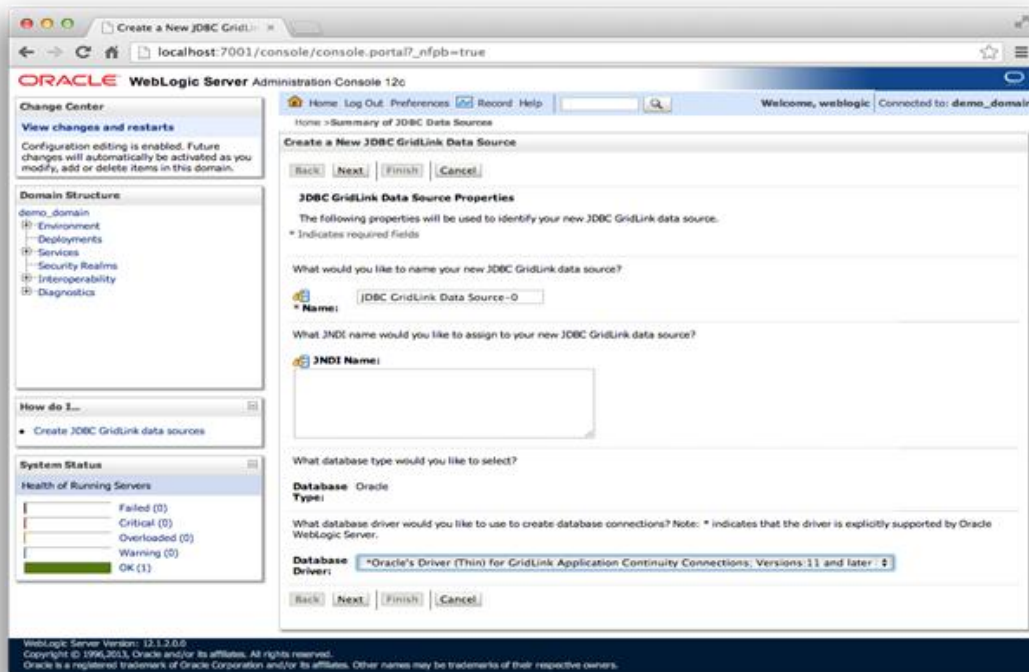 Create a New JDBC GridLin
localhost:7001/console/console.portal?_nfpb=true
ORACLE WebLogic Server Administration Console 12c
Change Center
View changes and restarts
Configuration editing is enabled. Future
changes will automatically be activated as you
modify, add or delete items in this domain.
Domain Structure
demo_domain
Environment
Deployments
Services
Security Realms
Interoperability
Diagnostics
How do I...
Create JDBC GridLink data sources
System Status
Health of Running Servers
Failed (0)
Critical (0)
Overloaded (0)
Warning (0)
OK (1)
Home Log Out Preferences Record Help
Welcome, weblogic Connected to: demo_domain
Home >Summary of JDBC Data Sources
Create a New JDBC GridLink Data Source
Back Next Finish Cancel
JDBC GridLink Data Source Properties
The following properties will be used to identify your new JDBC GridLink data source.
* Indicates required fields
What would you like to name your new JDBC GridLink data source?
* Name: JDBC GridLink Data Source-0
What JNDI name would you like to assign to your new JDBC GridLink data source?
JNDI Name:
What database type would you like to select?
Database Type: Oracle
What database driver would you like to use to create database connections? Note: * indicates that the driver is explicitly supported by Oracle
WebLogic Server.
Database Driver: *Oracle's Driver (Thin) for GridLink Application Continuity Connections; Versions:11 and later
Back Next Finish Cancel
WebLogic Server Version: 12.1.2.0.0
Copyright © 1996,2013, Oracle and/or its affiliates. All rights reserved.
Oracle is a registered trademark of Oracle Corporation and/or its affiliates. Other names may be trademarks of their respective owners.